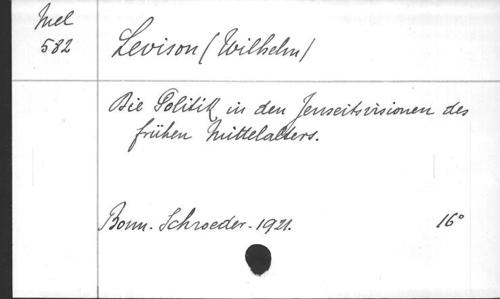 Mel
582
Levison (Wilhelm)
Die Politik in den Jenseitsvisionen des
frühen Mittelalters.
Bonn. Schroeder. 1921. 16°